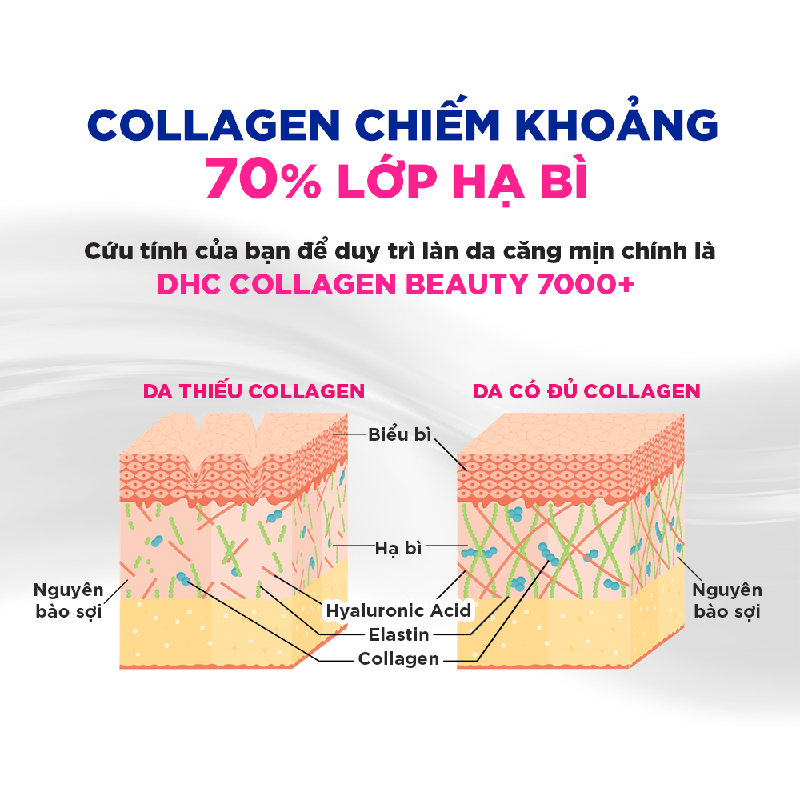 COLLAGEN CHIẾM KHOẢNG
70% LỚP HẠ BÌ
Cứu tính của bạn để duy trì làn da căng mịn chính là
DHC COLLAGEN BEAUTY 7000+
DA THIẾU COLLAGEN
DA CÓ ĐỦ COLLAGEN
Biểu bì
Hạ bì
Nguyên
bào sợi
Hyaluronic Acid
Elastin
Collagen
Nguyên
bào sợi